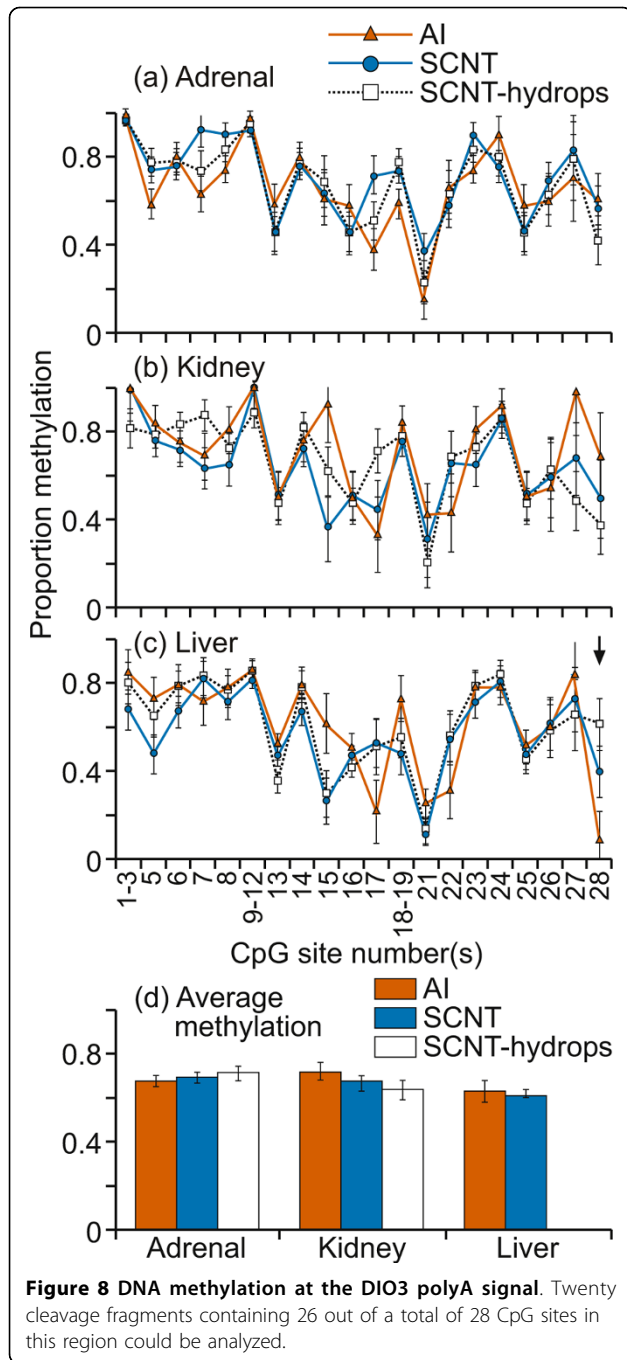 AI
SCNT
SCNT-hydrops
(a) Adrenal
0.8
0.4
0
(b) Kidney
0.8
0.4
0
(c) Liver
0.8
0.4
0
Proportion methylation
1-3
5
6
7
8
9-12
13
14
15
16
17
18-19
21
22
23
24
25
26
27
28
CpG site number(s)
(d) Average
methylation
AI
SCNT
SCNT-hydrops
0.8
0.4
0
Adrenal Kidney Liver
Figure 8 DNA methylation at the DIO3 polyA signal. Twenty
cleavage fragments containing 26 out of a total of 28 CpG sites in
this region could be analyzed.